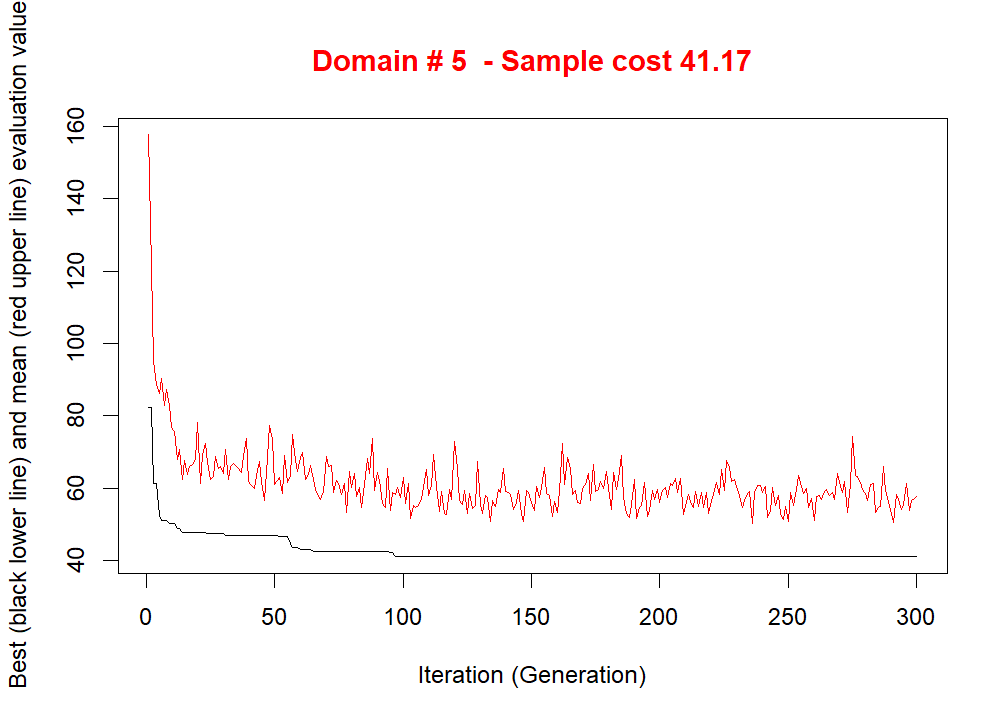 Domain # 5  - Sample cost 41.17
Best (black lower line) and mean (red upper line) evaluation value
160
140
120
100
80
60
40
0 50 100 150 200 250 300
Iteration (Generation)